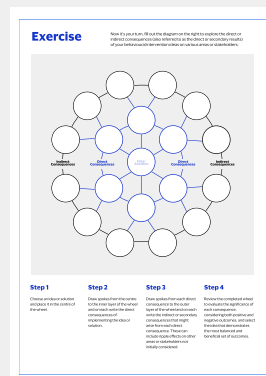 Exercise
Now it's your turn, fill out the diagram on the right to explore the direct or
indirect consequences (also referred to as the direct or secondary results)
of your behavioural intervention ideas on various areas or stakeholders:
Indirect
Consequences
Direct
Consequences
Direct
Consequences
Indirect
Consequences
Step 1
Choose an idea or solution
and place it in the centre of
the wheel.
Step 2
Draw spokes from the centre
to the inner layer of the wheel
and on each write the direct
consequences of
implementing the idea or
solution.
Step 3
Draw spokes from each direct
consequence to the outer
layer of the wheel and on each
write the indirect or secondary
consequences that might
arise from each direct
consequence. These can
include ripple effects on other
areas or stakeholders not
initially considered.
Step 4
Review the completed wheel
to evaluate the significance of
each consequence,
considering both positive and
negative outcomes, and select
the idea that demonstrates
the most balanced and
beneficial set of outcomes.